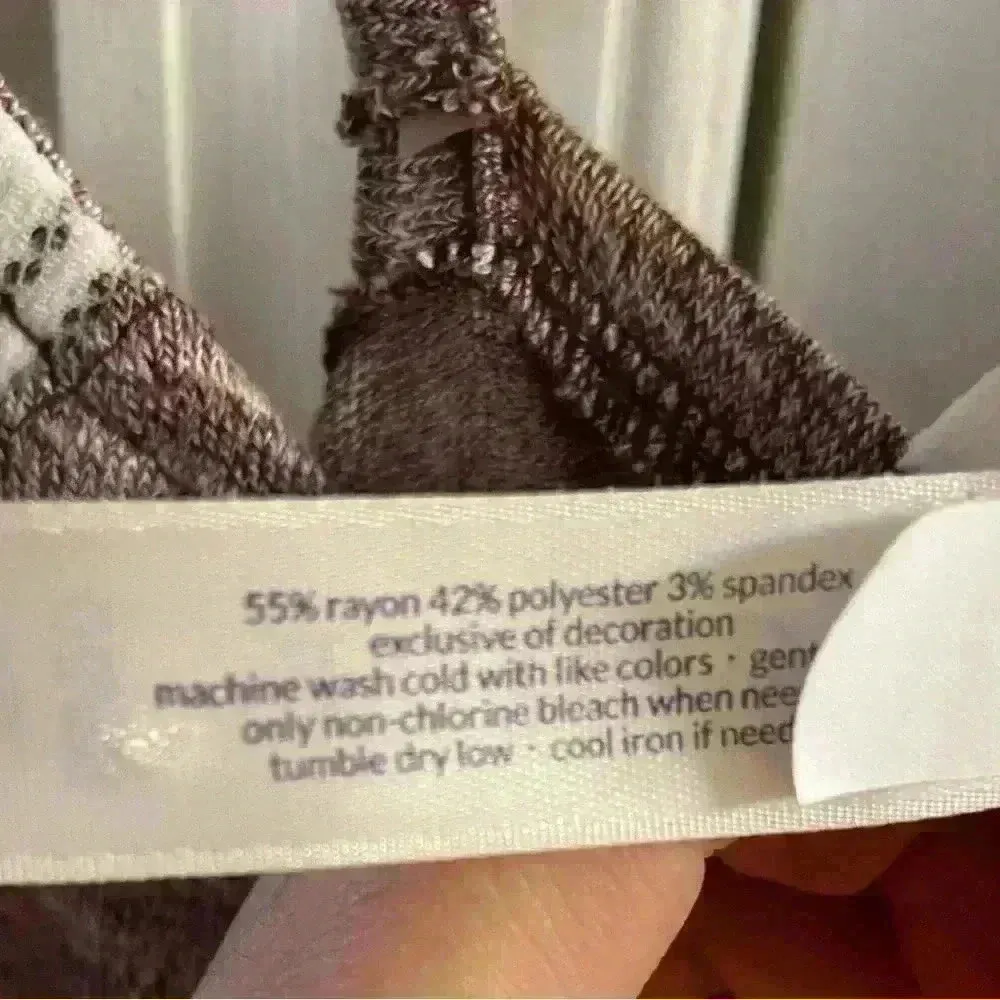 55% rayon 42% polyester 3% spandex
exclusive of decoration
machine wash cold with like colors · gent
only non-chlorine bleach when nee
tumble dry low · cool iron if need